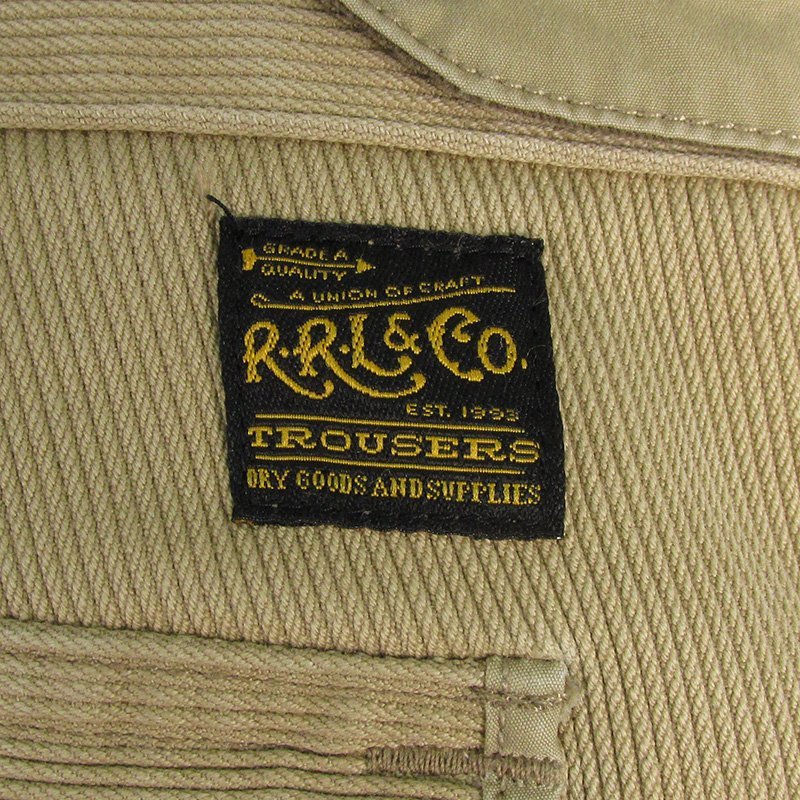 GRADE A
QUALITY
A UNION OF CRAFT
R.R.L & CO.
EST. 1993
TROUSERS
DRY GOODS AND SUPPLIES